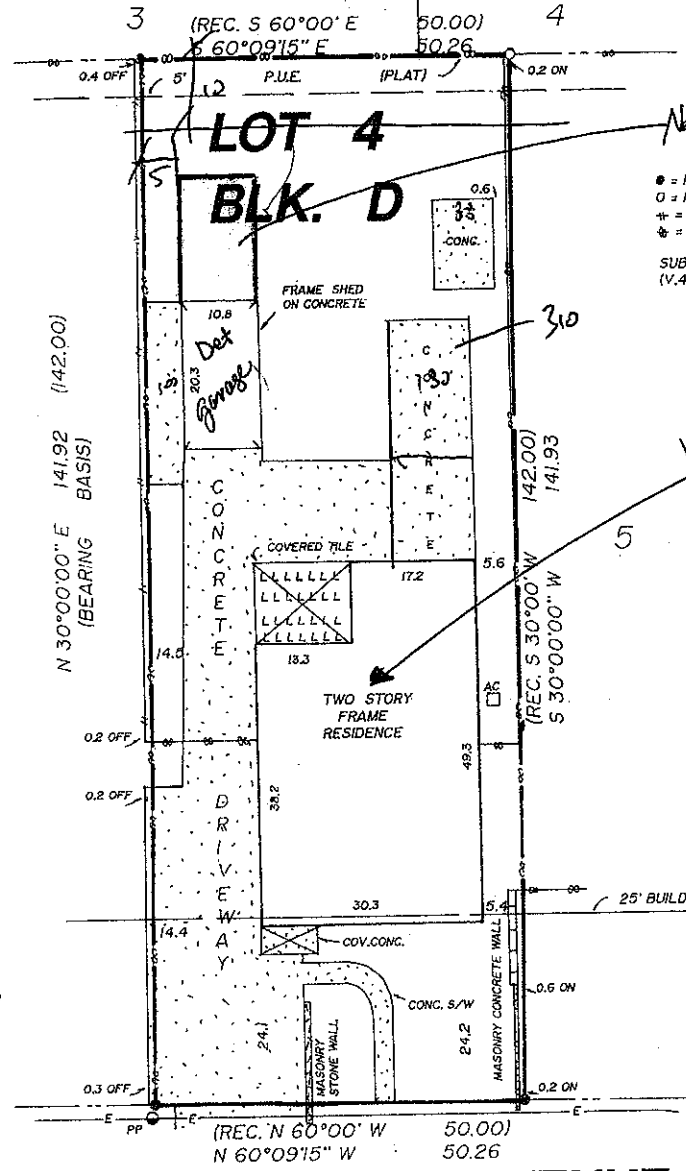 3
(REC. S 60°00' E 50.00)
4
S 60°09'15" E 50.26
0.4 OFF
5'
P.U.E.
(PLAT)
0.2 ON
12
LOT 4
5
BLK. D
0.6
CONC.
FRAME SHED
ON CONCRETE
10.8
Det
Garage
20.3
310
CONCRETE
N 30°00'00" E 141.92 (142.00)
(BEARING BASIS)
(REC. S 30°00' W 142.00)
S 30°00'00" W 141.93
5
CONCRETE
COVERED TILE
17.2
5.6
L L L L L L L
L L L L L L L
L L L L L L L
L L L L L L L
13.3
14.5
TWO STORY
FRAME
RESIDENCE
AC
0.2 OFF
49.3
38.2
0.2 OFF
DRIVEWAY
30.3
5.4
25' BUILD
14.4
COV.CONC.
CONC. S/W
MASONRY CONCRETE WALL
0.6 ON
24.1
MASONRY
STONE WALL
24.2
0.3 OFF
0.2 ON
E
E
E
PP
(REC. N 60°00' W 50.00)
N 60°09'15" W 50.26
SUB
(V.4